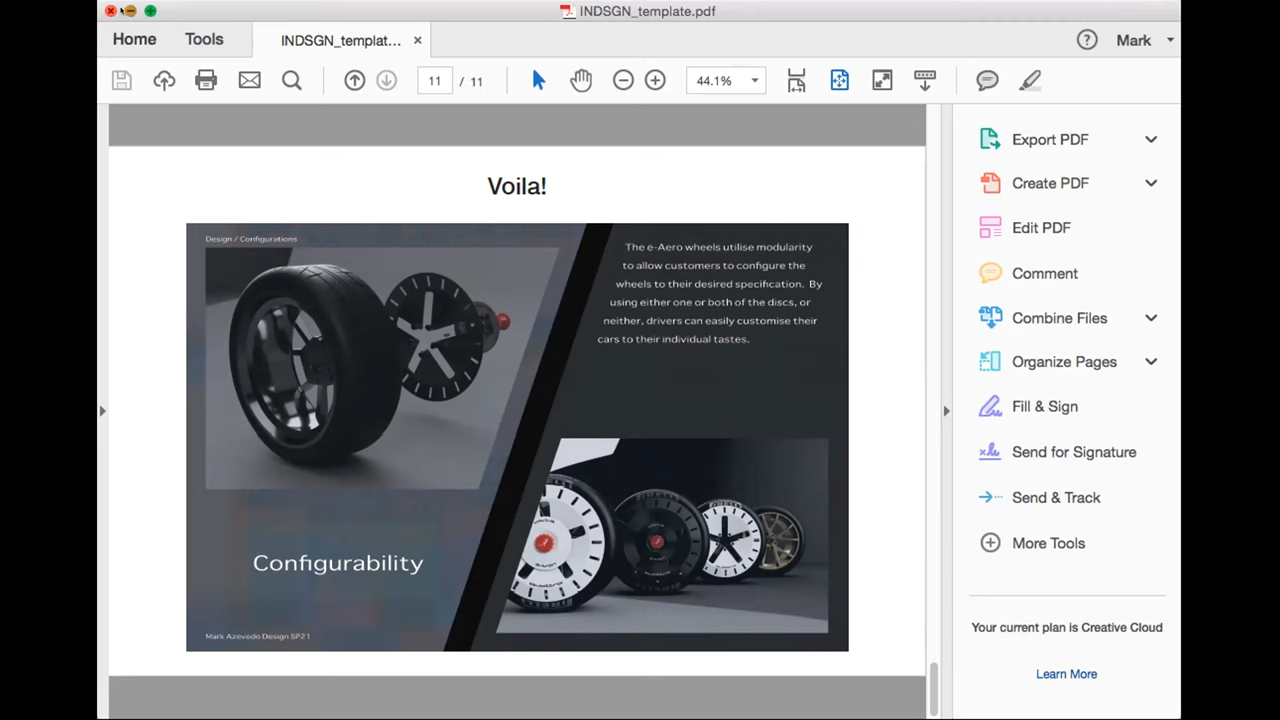 INDSGN_template.pdf
Home
Tools
INDSGN_templat...
Mark
11 / 11
44.1%
Export PDF
Create PDF
Edit PDF
Comment
Combine Files
Organize Pages
Fill & Sign
Send for Signature
Send & Track
More Tools
Your current plan is Creative Cloud
Learn More
Voila!
Design / Configurations
The e-Aero wheels utilise modularity
to allow customers to configure the
wheels to their desired specification. By
using either one or both of the discs, or
neither, drivers can easily customise their
cars to their individual tastes.
Configurability
Mark Azevedo Design SP21